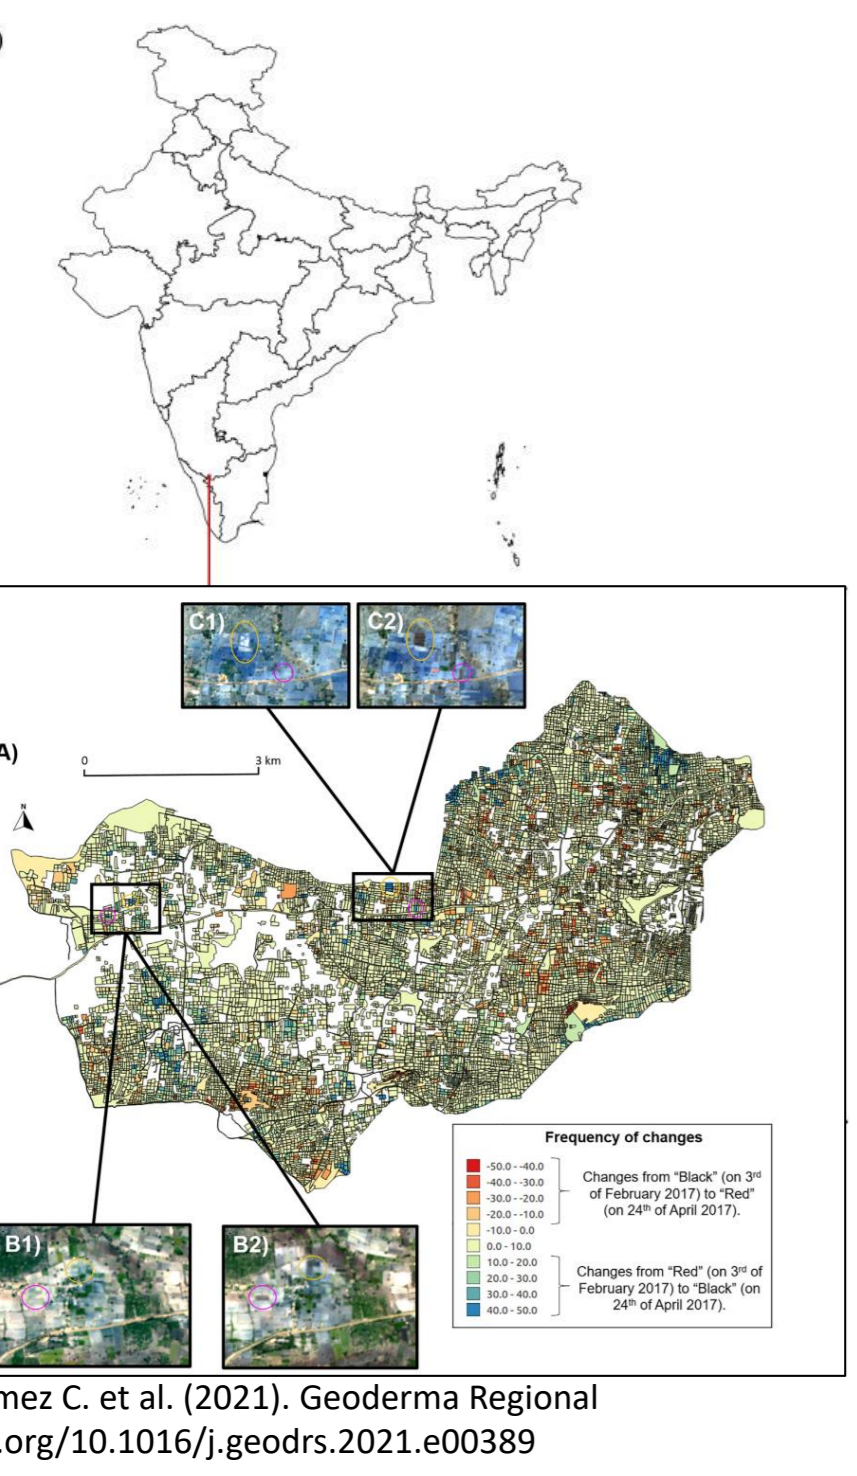 )
C1)
C2)
A)
0
3 km
N
Frequency of changes
-50.0 - -40.0
-40.0 - -30.0
-30.0 - -20.0
-20.0 - -10.0
-10.0 - 0.0
0.0 - 10.0
10.0 - 20.0
20.0 - 30.0
30.0 - 40.0
40.0 - 50.0
Changes from “Black” (on 3rd
of February 2017) to “Red”
(on 24th of April 2017).
Changes from “Red” (on 3rd of
February 2017) to “Black” (on
24th of April 2017).
B1)
B2)
mez C. et al. (2021). Geoderma Regional
.org/10.1016/j.geodrs.2021.e00389